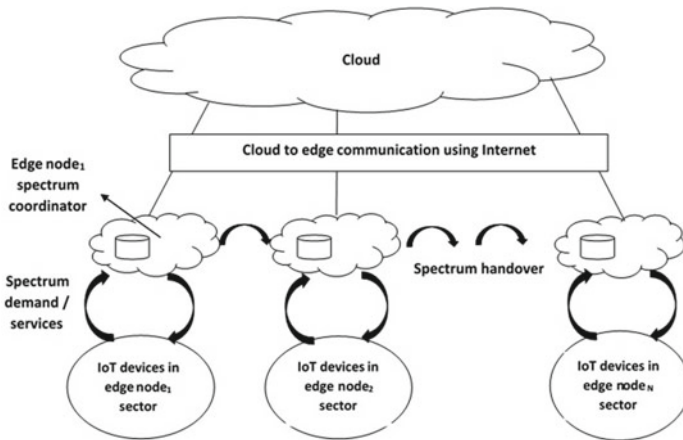 Cloud
Cloud to edge communication using Internet
Edge node₁
spectrum
coordinator
Spectrum handover
Spectrum
demand /
services
IoT devices in
edge node₁
sector
IoT devices in
edge node₂
sector
IoT devices in
edge node_N
sector